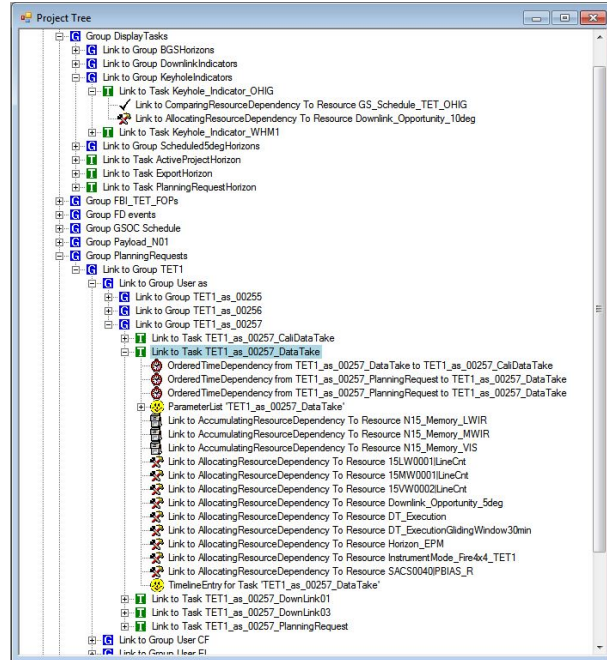 Project Tree
Group DisplayTasks
Link to Group BGSHorizons
Link to Group DownlinkIndicators
Link to Group KeyholeIndicators
Link to Task Keyhole_Indicator_OHIG
Link to ComparingResourceDependency To Resource GS_Schedule_TET_OHIG
Link to AllocatingResourceDependency To Resource Downlink_Opportunity_10deg
Link to Task Keyhole_Indicator_WHM1
Link to Group Scheduled5degHorizons
Link to Task ActiveProjectHorizon
Link to Task ExportHorizon
Link to Task PlanningRequestHorizon
Group FBI_TET_FOPs
Group FD events
Group GSOC Schedule
Group Payload_N01
Group PlanningRequests
Link to Group TET1
Link to Group User as
Link to Group TET1_as_00255
Link to Group TET1_as_00256
Link to Group TET1_as_00257
Link to Task TET1_as_00257_CaliDataTake
Link to Task TET1_as_00257_DataTake
OrderedTimeDependency from TET1_as_00257_DataTake to TET1_as_00257_CaliDataTake
OrderedTimeDependency from TET1_as_00257_PlanningRequest to TET1_as_00257_DataTake
OrderedTimeDependency from TET1_as_00257_PlanningRequest to TET1_as_00257_DataTake
ParameterList 'TET1_as_00257_DataTake'
Link to AccumulatingResourceDependency To Resource N15_Memory_LWIR
Link to AccumulatingResourceDependency To Resource N15_Memory_MWIR
Link to AccumulatingResourceDependency To Resource N15_Memory_VIS
Link to AllocatingResourceDependency To Resource 15LW0001|LineCnt
Link to AllocatingResourceDependency To Resource 15MW0001|LineCnt
Link to AllocatingResourceDependency To Resource 15VW0002|LineCnt
Link to AllocatingResourceDependency To Resource Downlink_Opportunity_5deg
Link to AllocatingResourceDependency To Resource DT_Execution
Link to AllocatingResourceDependency To Resource DT_ExecutionGlidingWindow30min
Link to AllocatingResourceDependency To Resource Horizon_EPM
Link to AllocatingResourceDependency To Resource InstrumentMode_Fire4x4_TET1
Link to AllocatingResourceDependency To Resource SACS0040|PBIAS_R
TimelineEntry for Task 'TET1_as_00257_DataTake'
Link to Task TET1_as_00257_DownLink01
Link to Task TET1_as_00257_DownLink03
Link to Task TET1_as_00257_PlanningRequest
Link to Group User CF
Link to Group User